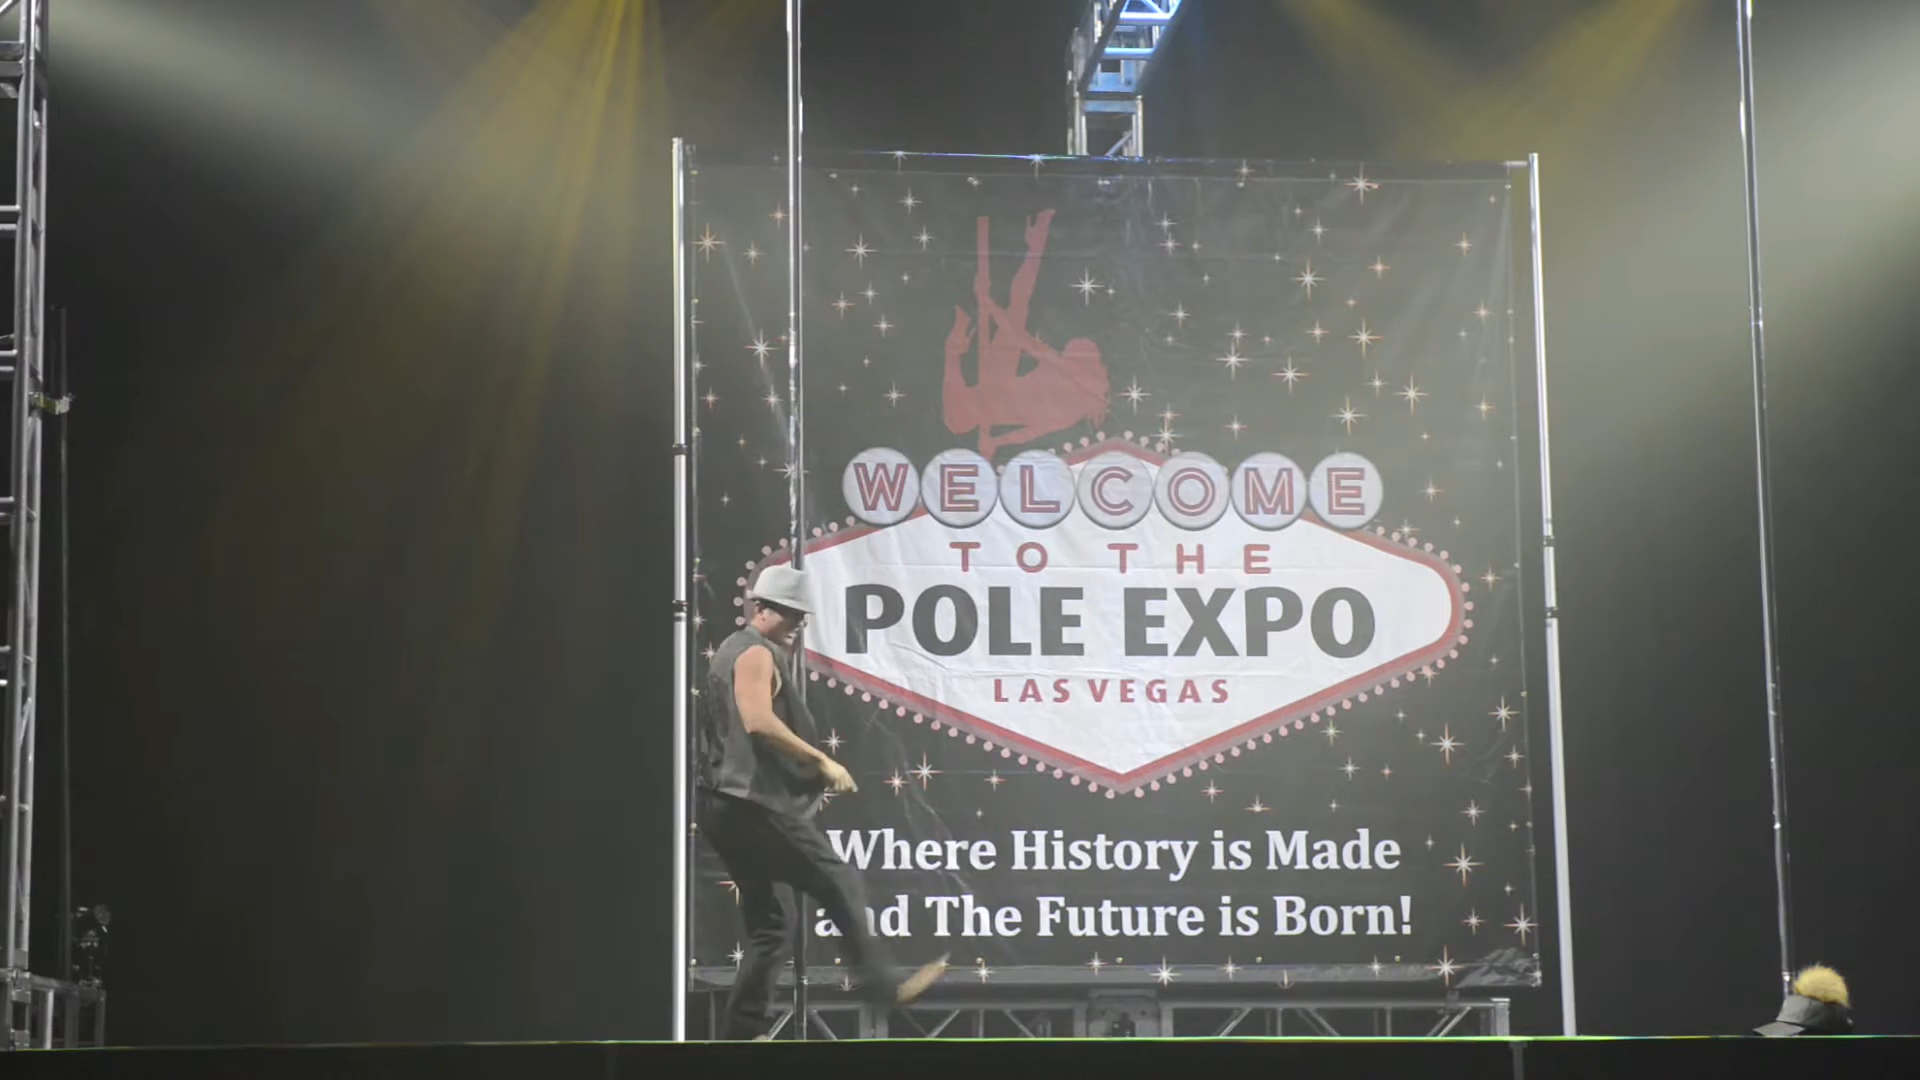 WELCOME
TO THE
POLE EXPO
LAS VEGAS
Where History is Made
and The Future is Born!